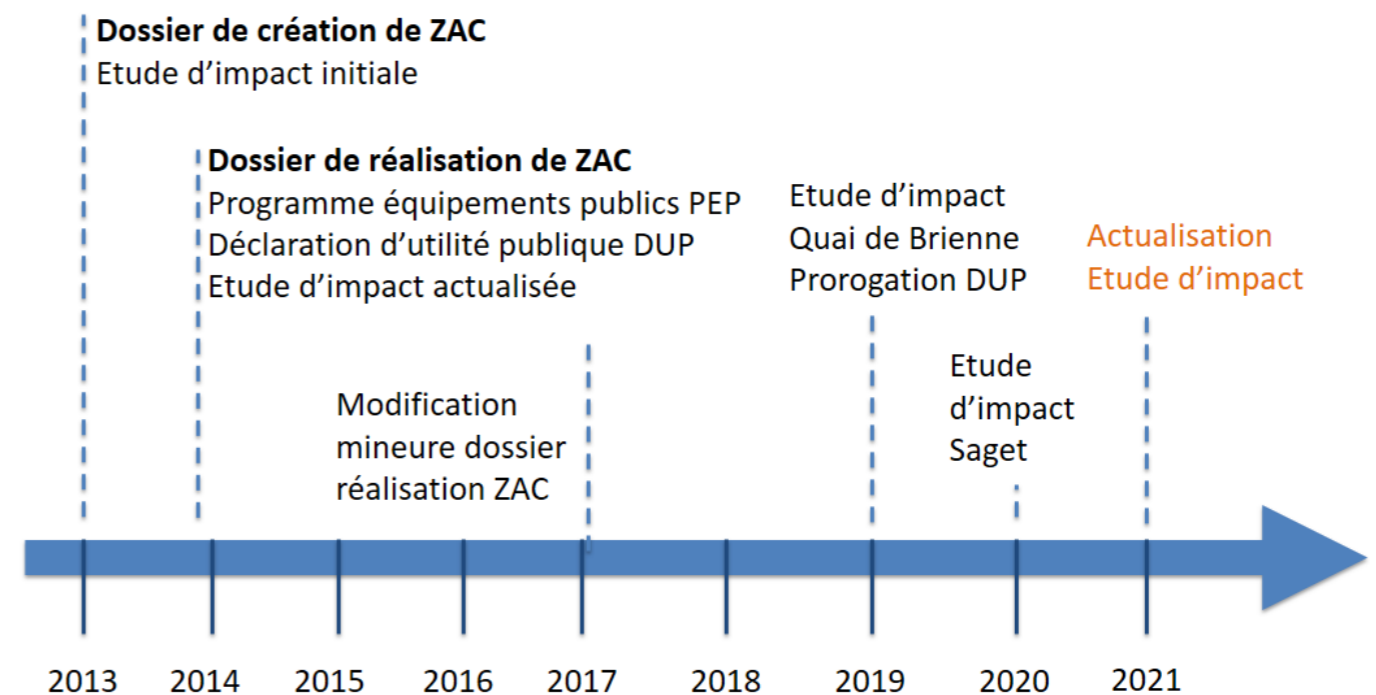 Dossier de création de ZAC
Etude d’impact initiale
Dossier de réalisation de ZAC
Programme équipements publics PEP
Déclaration d’utilité publique DUP
Etude d’impact actualisée
Modification
mineure dossier
réalisation ZAC
Etude d’impact
Quai de Brienne
Prorogation DUP
Etude
d’impact
Saget
Actualisation
Etude d’impact
2013 2014 2015 2016 2017 2018 2019 2020 2021